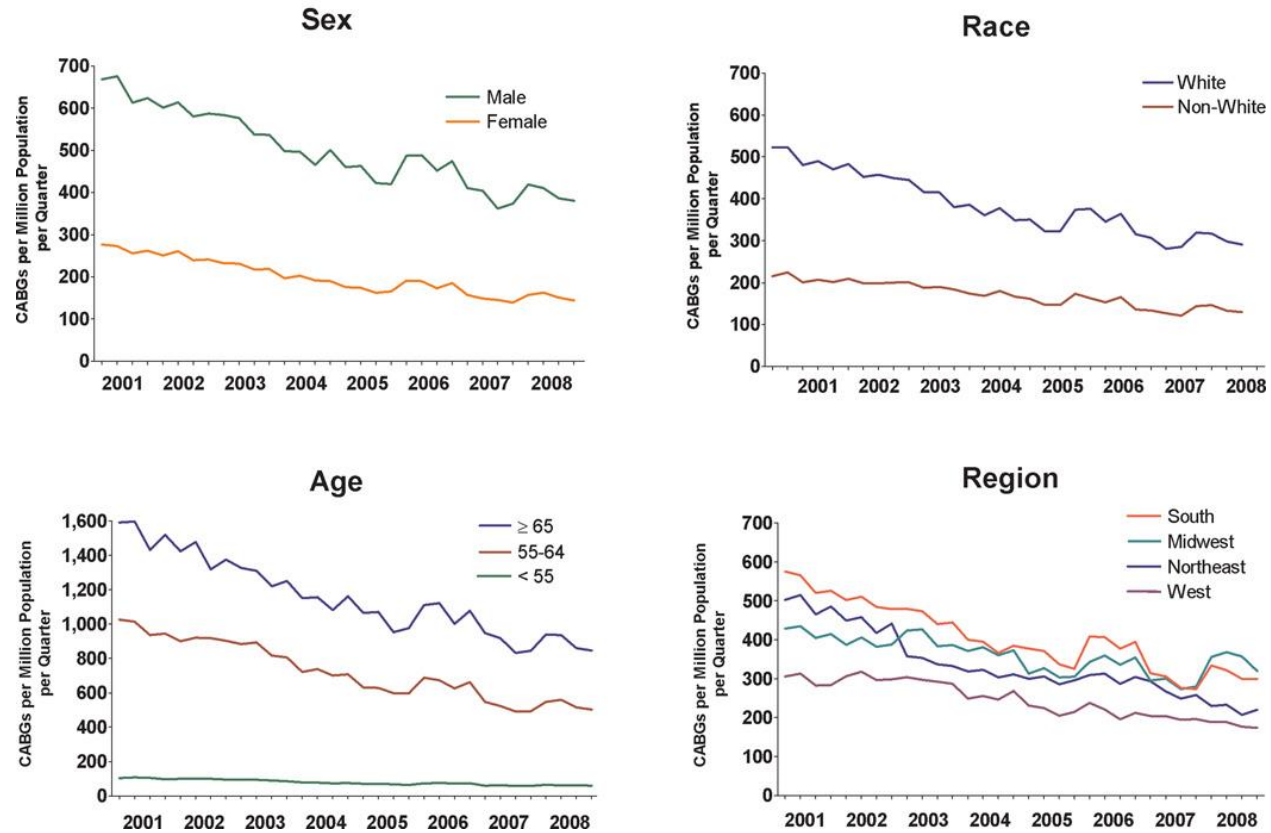 Sex
CABGs per Million Population
per Quarter
700
600
500
400
300
200
100
0
Male
Female
2001 2002 2003 2004 2005 2006 2007 2008
Race
CABGs per Million Population
per Quarter
700
600
500
400
300
200
100
0
White
Non-White
2001 2002 2003 2004 2005 2006 2007 2008
Age
CABGs per Million Population
per Quarter
1,600
1,400
1,200
1,000
800
600
400
200
0
≥ 65
55-64
< 55
2001 2002 2003 2004 2005 2006 2007 2008
Region
CABGs per Million Population
per Quarter
700
600
500
400
300
200
100
0
South
Midwest
Northeast
West
2001 2002 2003 2004 2005 2006 2007 2008